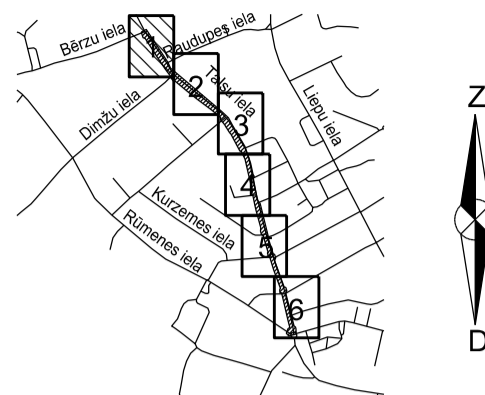 Bērzu iela
Raudupes iela
Dimžu iela
Talsu iela
Liepu iela
Kurzemes iela
Rūmenes iela
1
2
3
4
5
6
Z
D